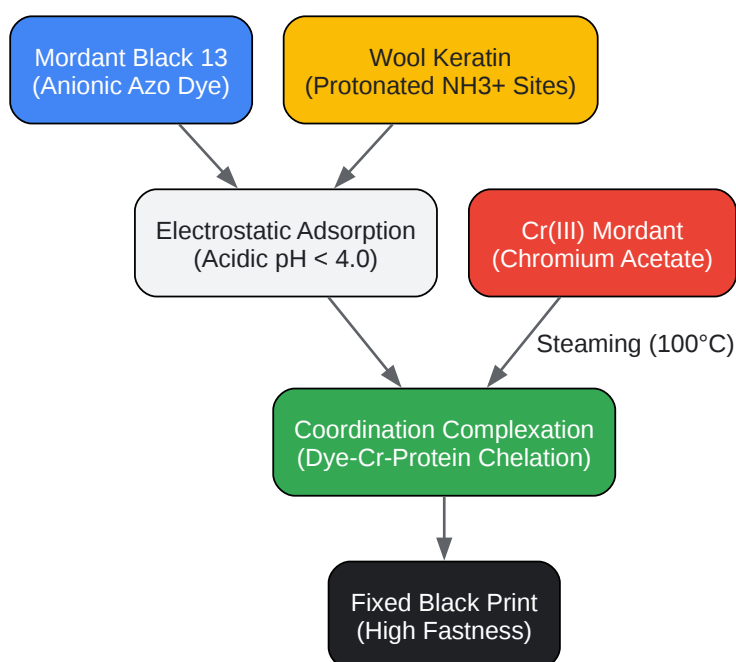 Mordant Black 13
(Anionic Azo Dye)
Wool Keratin
(Protonated NH3+ Sites)
Electrostatic Adsorption
(Acidic pH < 4.0)
Cr(III) Mordant
(Chromium Acetate)
Steaming (100°C)
Coordination Complexation
(Dye-Cr-Protein Chelation)
Fixed Black Print
(High Fastness)